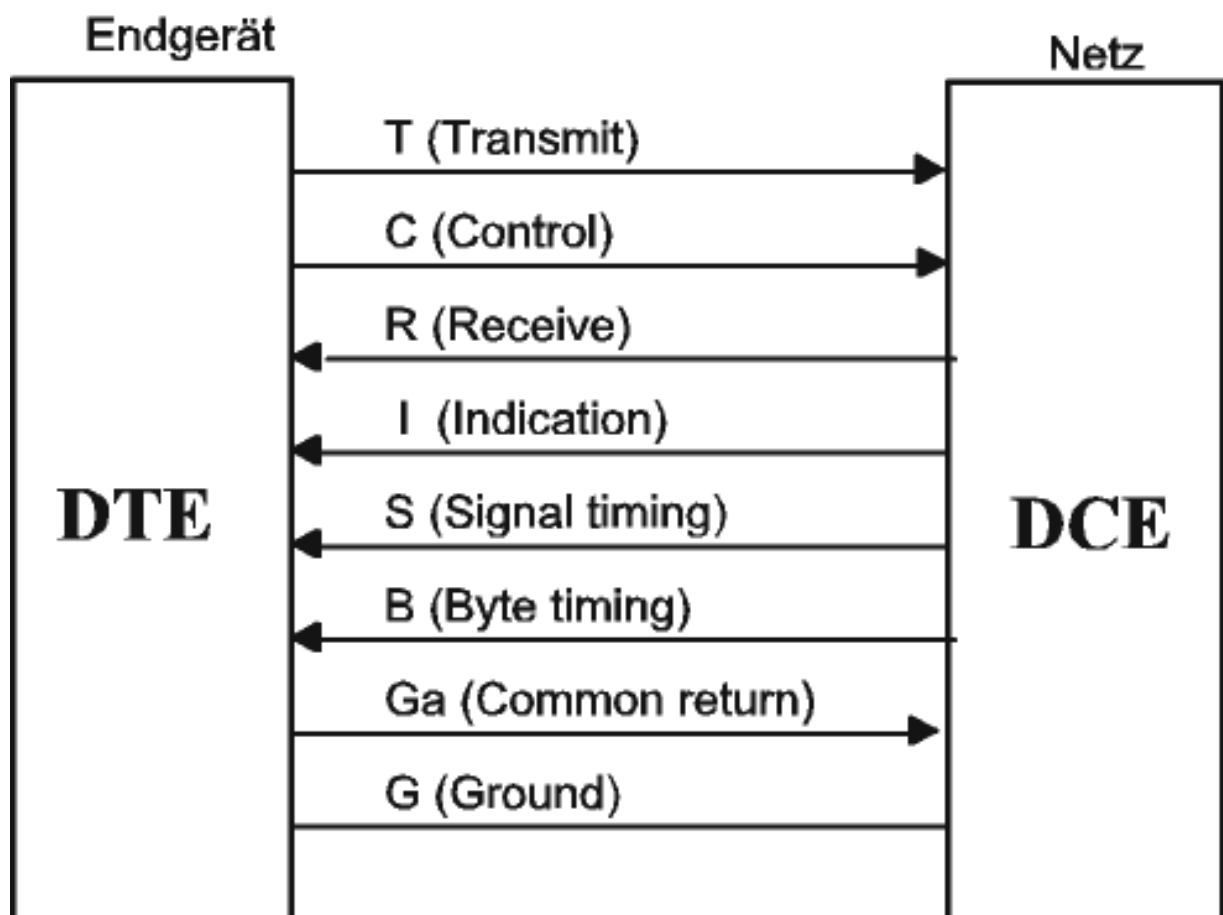 Endgerät
Netz
T (Transmit)
C (Control)
R (Receive)
I (Indication)
DTE
S (Signal timing)
DCE
B (Byte timing)
Ga (Common return)
G (Ground)